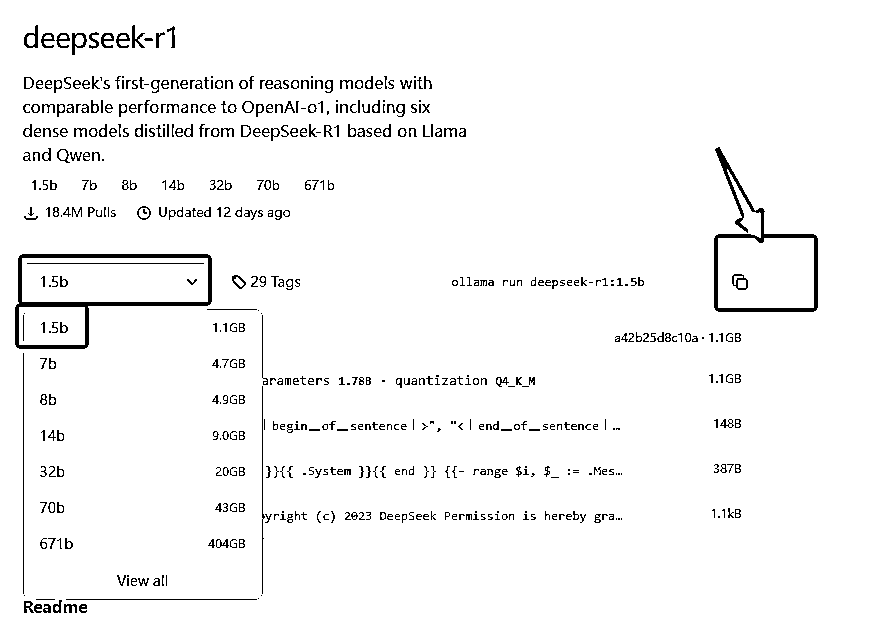 deepseek-r1
DeepSeek's first-generation of reasoning models with
comparable performance to OpenAI-o1, including six
dense models distilled from DeepSeek-R1 based on Llama
and Qwen.
1.5b 7b 8b 14b 32b 70b 671b
18.4M Pulls Updated 12 days ago
1.5b 29 Tags ollama run deepseek-r1:1.5b
1.5b 1.1GB
a42b25d8c10a · 1.1GB
7b 4.7GB
arameters 1.78B · quantization Q4_K_M 1.1GB
8b 4.9GB
|begin_of_sentence|>", "<|end_of_sentence|… 148B
14b 9.0GB
32b 20GB }}{{ .System }}{{ end }} {{- range $i, $_ := .Mes… 387B
70b 43GB
yright (c) 2023 DeepSeek Permission is hereby gra… 1.1kB
671b 404GB
View all
Readme